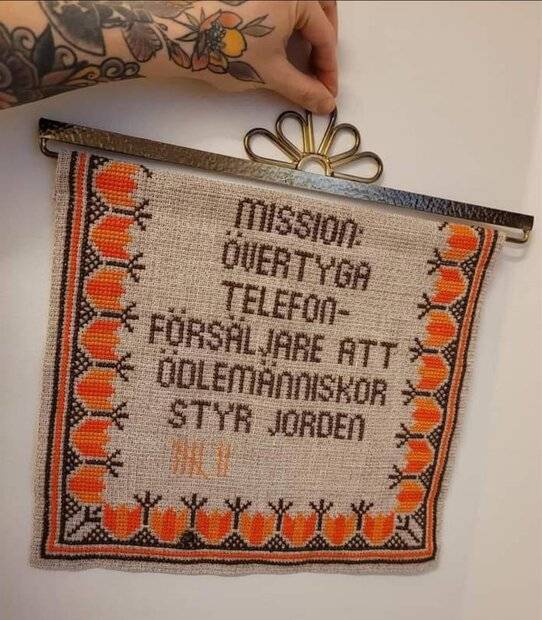 MISSION:
ÖVERTYGA
TELEFON-
FÖRSÄLJARE ATT
ÖDLEMÄNNISKOR
STYR JORDEN